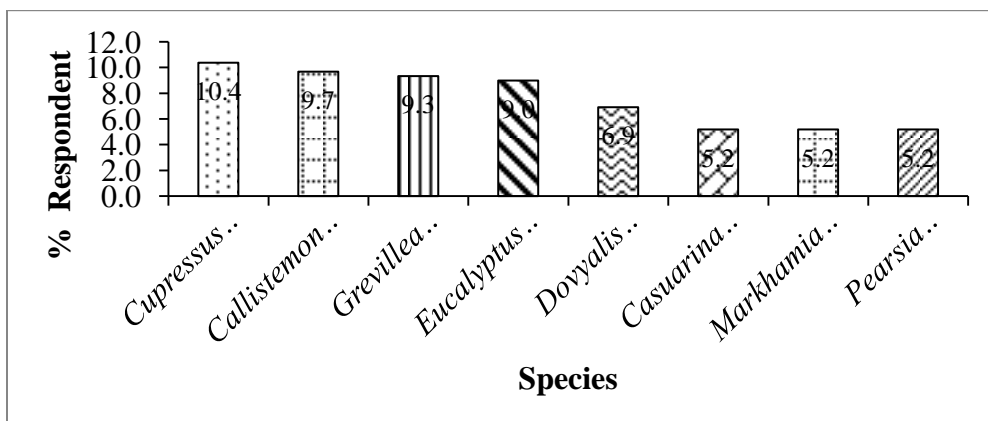 12.0
10.0
8.0
6.0
4.0
2.0
0.0
% Respondent
10.4
9.7
9.3
9.0
6.9
5.2
5.2
5.2
Cupressus..
Callistemon..
Grevillea..
Eucalyptus..
Dovyalis..
Casuarina..
Markhamia..
Pearsia..
Species